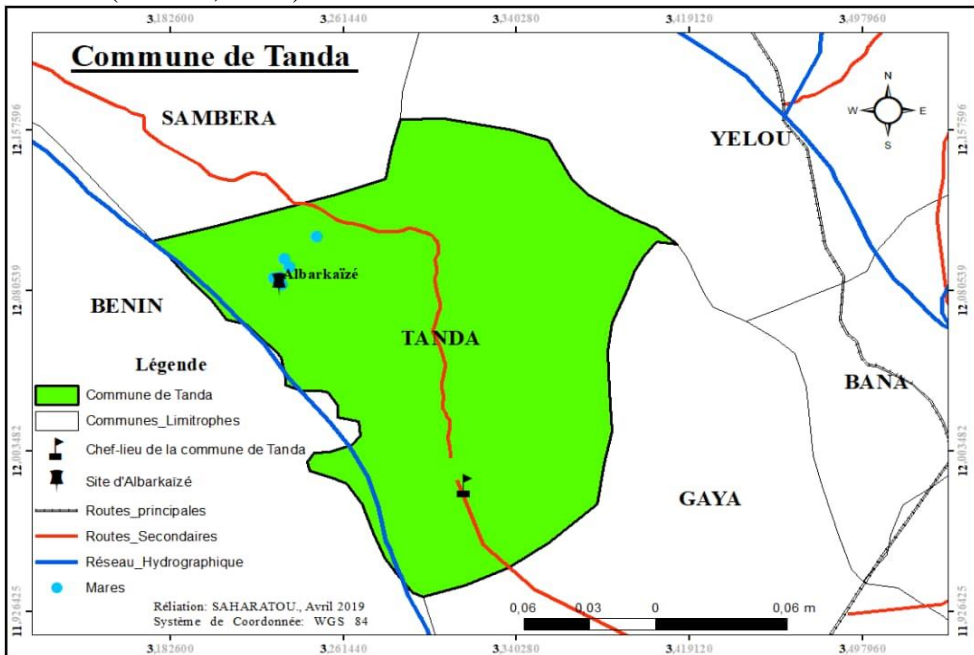 3,182600 3,261440 3,340280 3,419120 3,497960
Commune de Tanda
SAMBERA
YELOU
N
W E
S
12,157596 12,157596
Albarkaïzé
12,080539 12,080539
BENIN
TANDA
BANA
GAYA
Légende
Commune de Tanda
Communes_Limitrophes
Chef-lieu de la commune de Tanda
Site d'Albarkaïzé
Routes_principales
Routes_Secondaires
Réseau_Hydrographique
Mares
12,003482 12,003482
Réliation: SAHARATOU., Avril 2019
Système de Coordonnée: WGS 84
0,06 0,03 0 0,06 m
11,926425 11,926425
3,182600 3,261440 3,340280 3,419120 3,497960